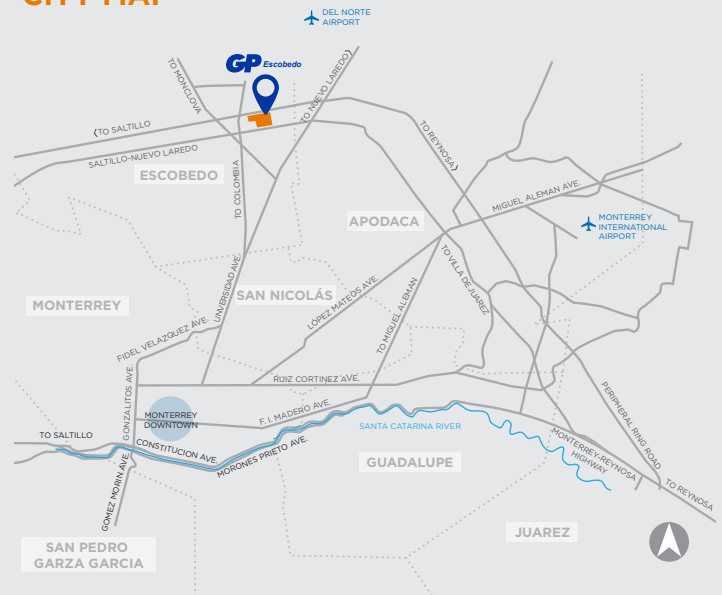 CITY MAP
DEL NORTE
AIRPORT
GP Escobedo
TO MONCLOVA
TO NUEVO LAREDO⟩
⟨TO SALTILLO
SALTILLO-NUEVO LAREDO
ESCOBEDO
TO COLOMBIA
TO REYNOSA⟩
MIGUEL ALEMAN AVE.
APODACA
MONTERREY
INTERNATIONAL
AIRPORT
TO VILLA DE JUAREZ
UNVERSIDAD AVE.
SAN NICOLÁS
LÓPEZ MATEOS AVE.
TO MIGUEL ALEMAN
MONTERREY
FIDEL VELAZQUEZ AVE.
GONZALITOS AVE.
RUIZ CORTINEZ AVE.
PERIPHERAL RING ROAD
MONTERREY
DOWNTOWN
F. I. MADERO AVE.
SANTA CATARINA RIVER
TO SALTILLO
CONSTITUCION AVE.
MORONES PRIETO AVE.
MONTERREY-REYNOSA
HIGHWAY
GUADALUPE
GOMEZ MORIN AVE.
TO REYNOSA
JUAREZ
SAN PEDRO
GARZA GARCIA